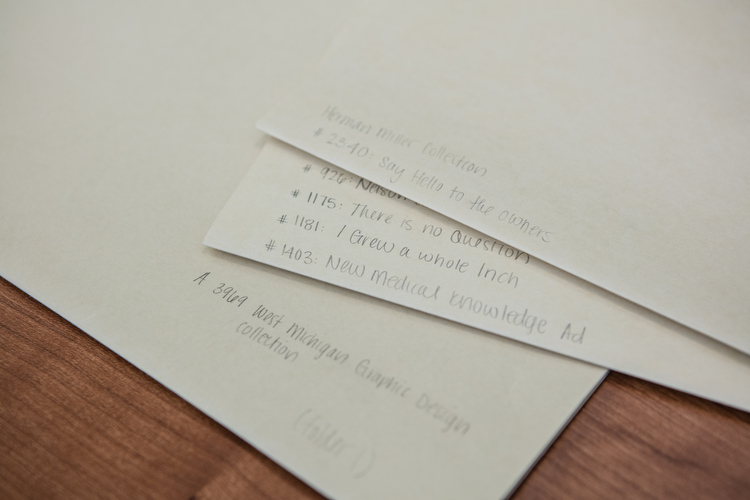 Herman Miller Collection
# 2340: Say Hello to the owners
# 926: Nelson
# 1175: There is no Question
# 1181: I Grew a whole Inch
# 1403: New medical knowledge Ad
A 3969 West Michigan Graphic Design
Collection
(folder 1)